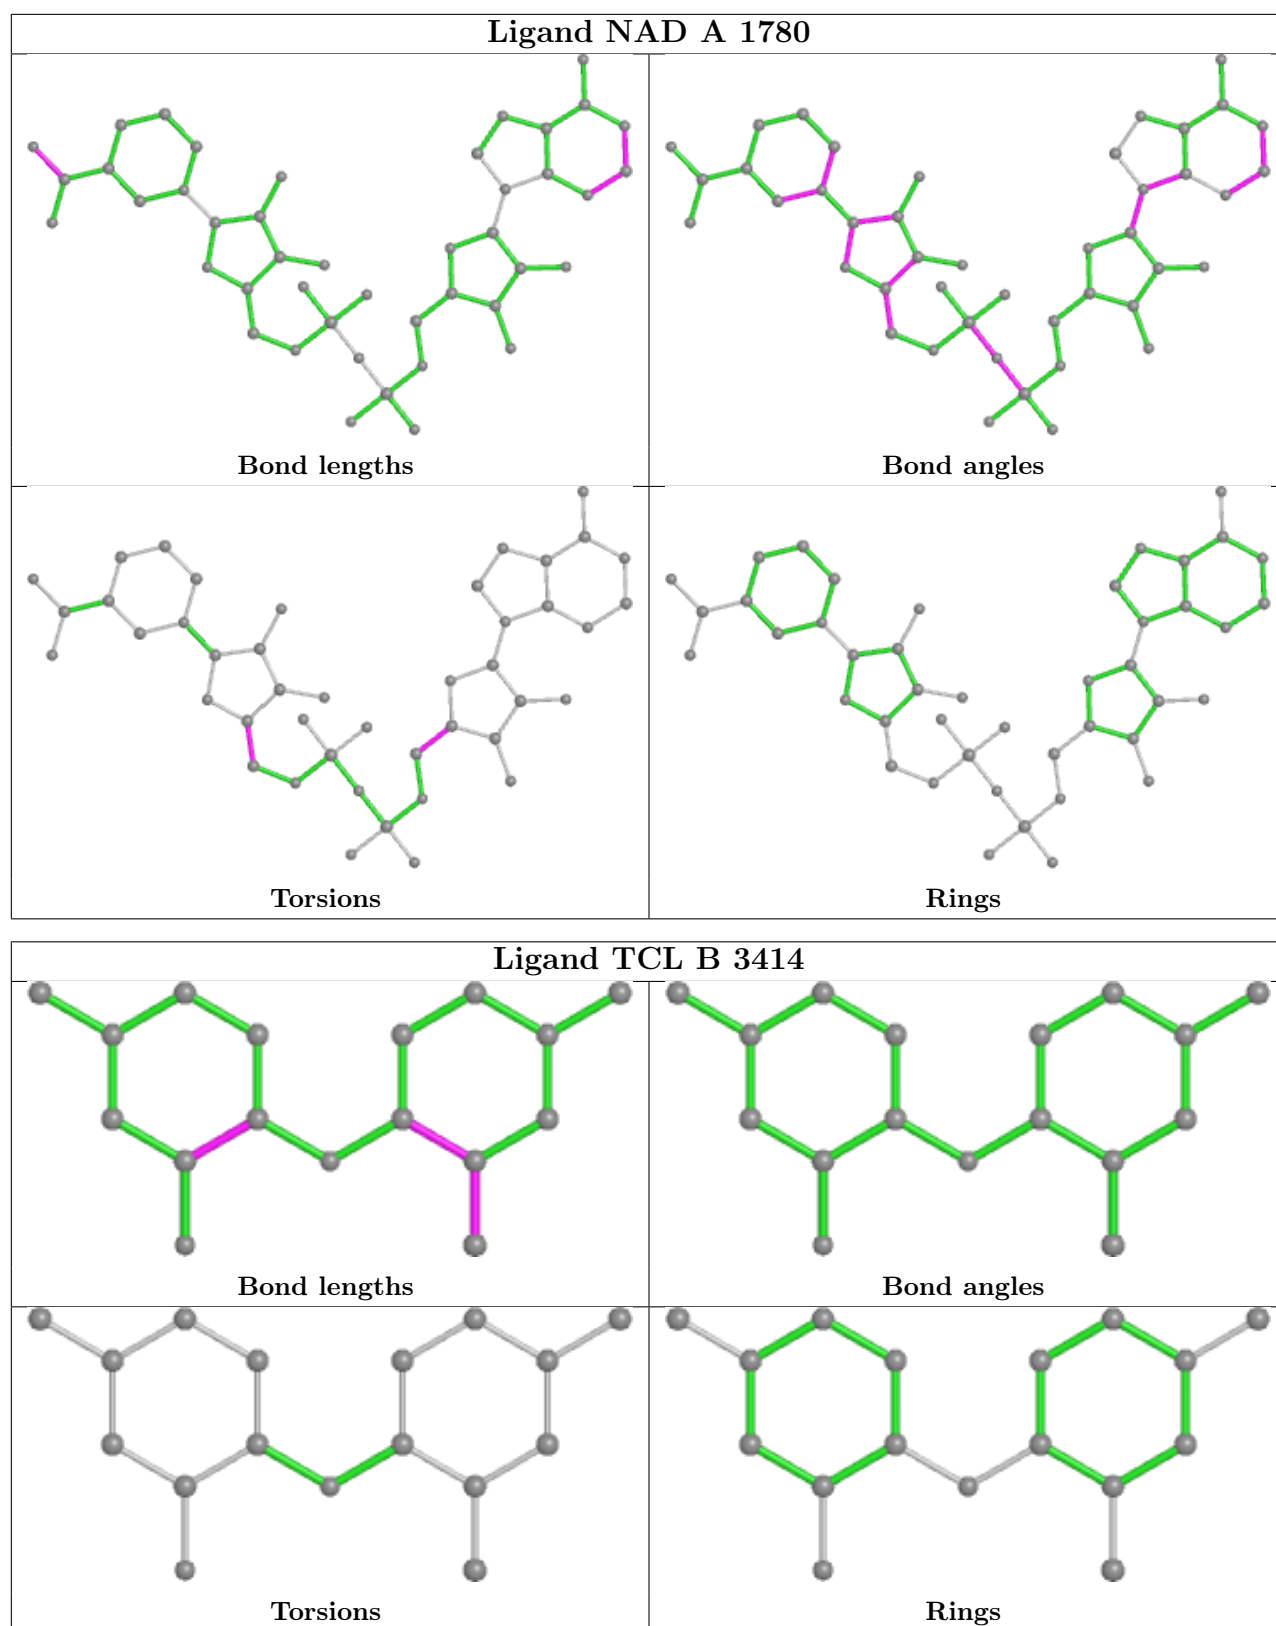 Ligand NAD A 1780
Bond lengths
Bond angles
Torsions
Rings
Ligand TCL B 3414
Bond lengths
Bond angles
Torsions
Rings